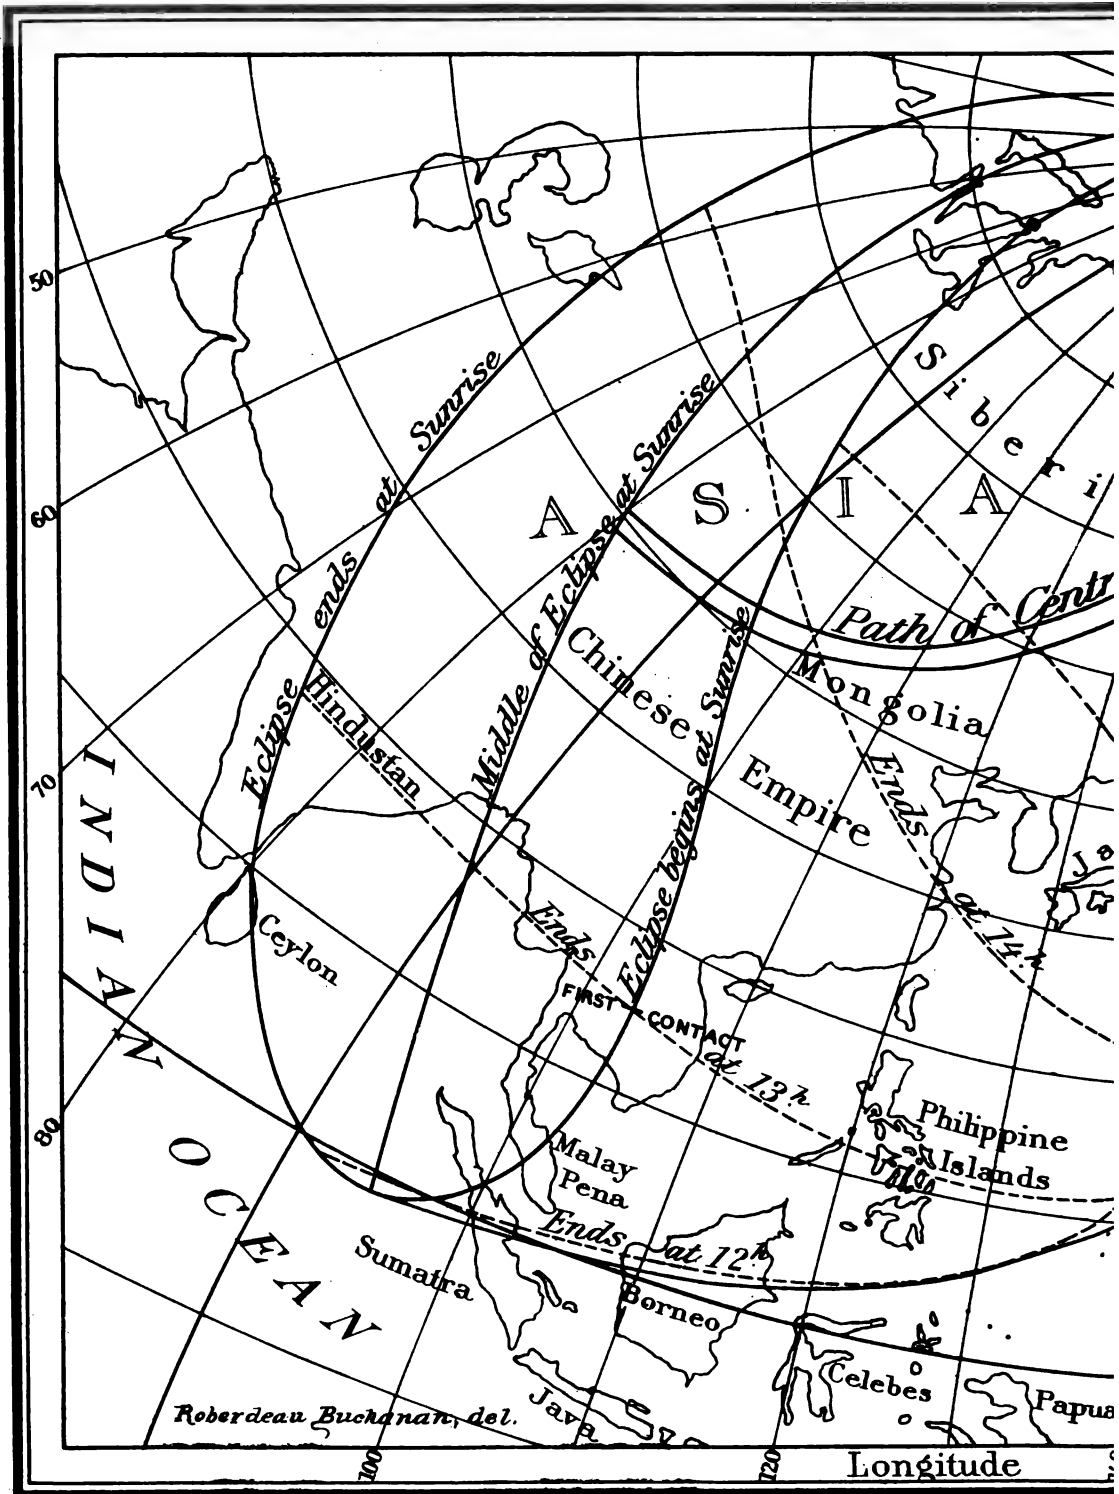 50
60
70
80
Siberi
ASIA
Eclipse ends at Sunrise
Middle of Eclipse at Sunrise
Eclipse begins at Sunrise
Path of Centr
Chinese
Empire
Mongolia
Hindustan
Ends at 14h
Ja
INDIAN OCEAN
Ceylon
Ends at 13h
FIRST CONTACT
Philippine
Islands
Malay
Pena
Ends at 12h
Sumatra
Borneo
Celebes
Papua
Java
Roberdeau Buchanan, del.
100
120
Longitude